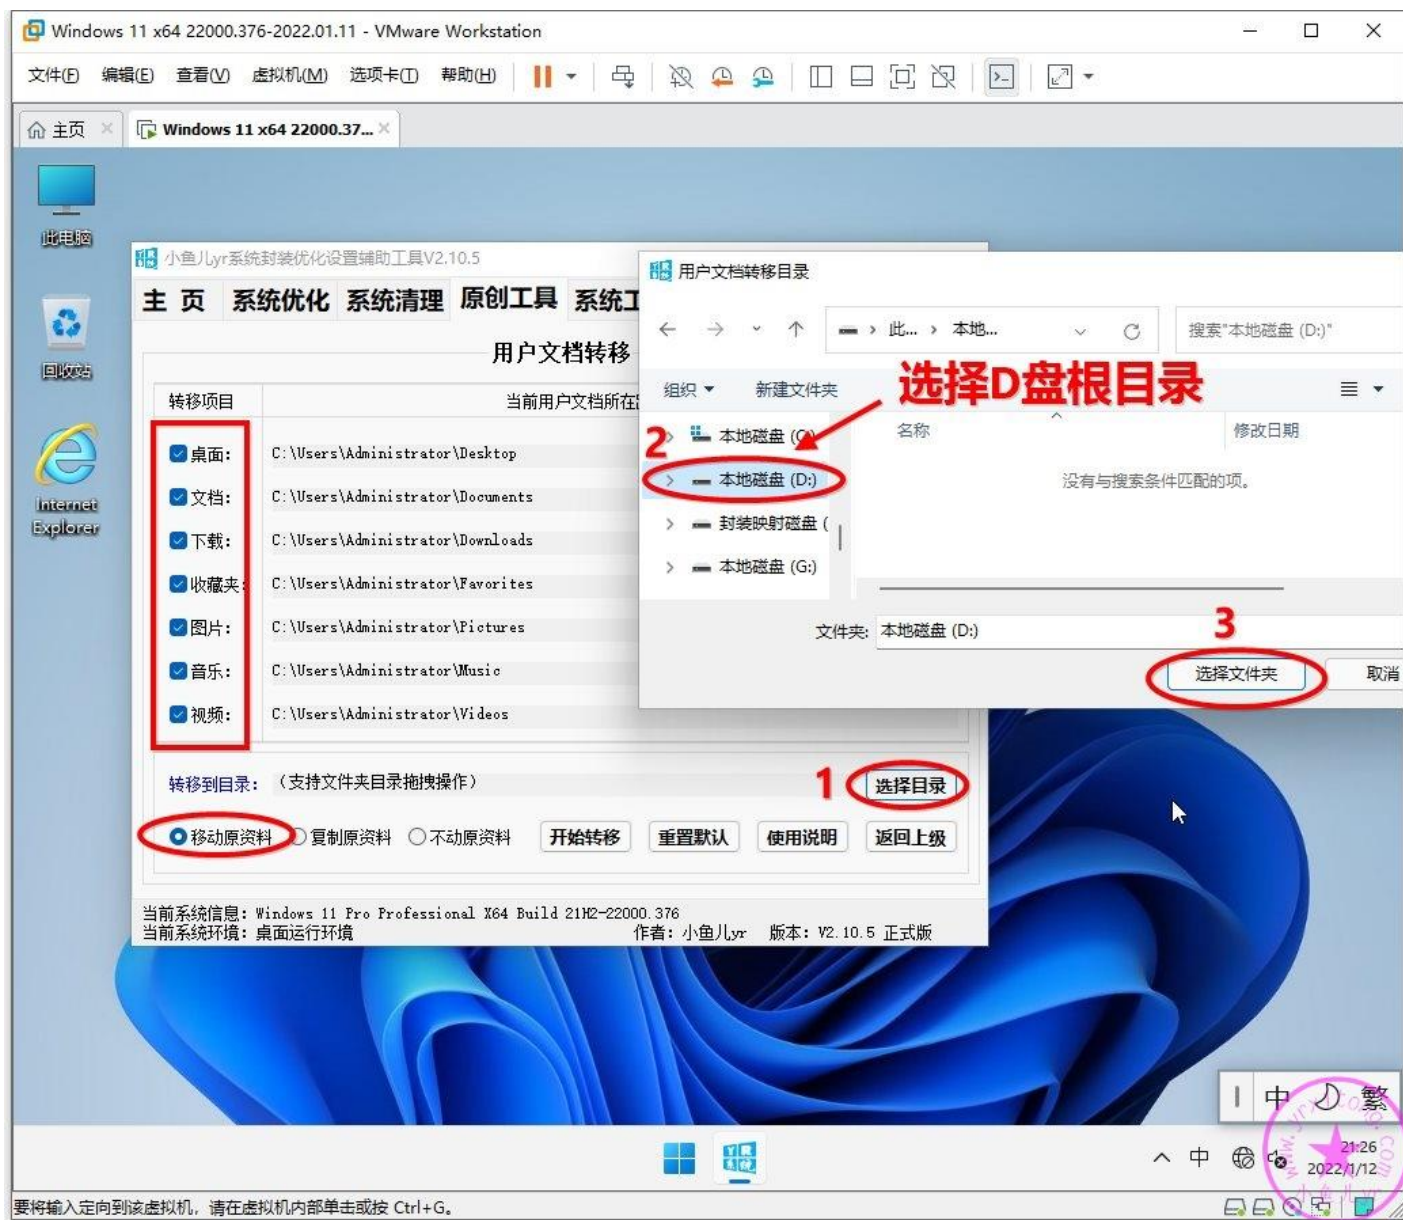 Windows 11 x64 22000.376-2022.01.11 - VMware Workstation
文件(F) 编辑(E) 查看(V) 虚拟机(M) 选项卡(T) 帮助(H)
主页
Windows 11 x64 22000.37...
此电脑
回收站
Internet
Explorer
小鱼儿yr系统封装优化设置辅助工具V2.10.5
主 页 系统优化 系统清理 原创工具
用户文档转移
转移项目
桌面： C:\Users\Administrator\Desktop
文档： C:\Users\Administrator\Documents
下载： C:\Users\Administrator\Downloads
收藏夹： C:\Users\Administrator\Favorites
图片： C:\Users\Administrator\Pictures
音乐： C:\Users\Administrator\Music
视频： C:\Users\Administrator\Videos
转移到目录： （支持文件夹目录拖拽操作） 1 选择目录
移动原资料 复制原资料 不动原资料 开始转移 重置默认 使用说明 返回上级
当前系统信息：Windows 11 Pro Professional X64 Build 21H2-22000.376
当前系统环境：桌面运行环境 作者：小鱼儿yr 版本：V2.10.5 正式版
用户文档转移目录
此... 本地...
搜索"本地磁盘 (D:)"
选择D盘根目录
组织 新建文件夹
名称 修改日期
2
本地磁盘 (D:)
封装映射磁盘 (
本地磁盘 (G:)
没有与搜索条件匹配的项。
文件夹: 本地磁盘 (D:)
3
选择文件夹 取消
中 繁
中
21:26
2022/1/12
www.yrxitong.com
小鱼儿yr
要将输入定向到该虚拟机，请在虚拟机内部单击或按 Ctrl+G。